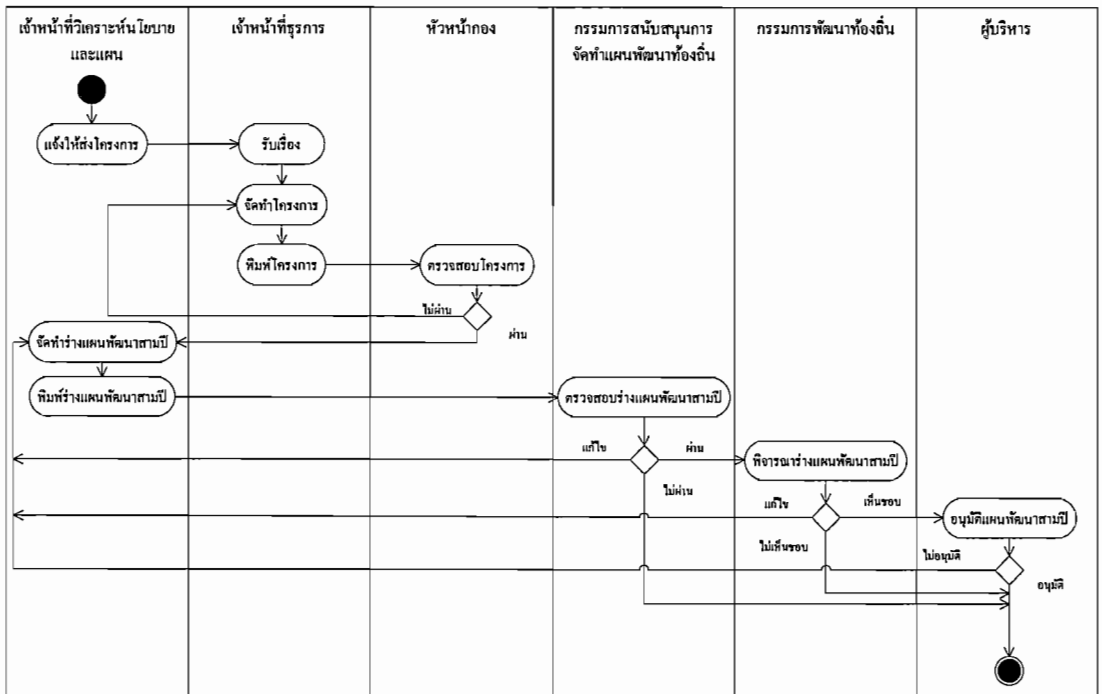 เจ้าหน้าที่วิเคราะห์นโยบาย
และแผน
เจ้าหน้าที่ธุรการ
หัวหน้ากอง
กรรมการสนับสนุนการ
จัดทำแผนพัฒนาท้องถิ่น
กรรมการพัฒนาท้องถิ่น
ผู้บริหาร
แจ้งให้ส่งโครงการ
รับเรื่อง
จัดทำโครงการ
พิมพ์โครงการ
ตรวจสอบโครงการ
ไม่ผ่าน
ผ่าน
จัดทำร่างแผนพัฒนาสามปี
พิมพ์ร่างแผนพัฒนาสามปี
ตรวจสอบร่างแผนพัฒนาสามปี
แก้ไข
ผ่าน
ไม่ผ่าน
พิจารณาร่างแผนพัฒนาสามปี
แก้ไข
เห็นชอบ
ไม่เห็นชอบ
อนุมัติแผนพัฒนาสามปี
ไม่อนุมัติ
อนุมัติ